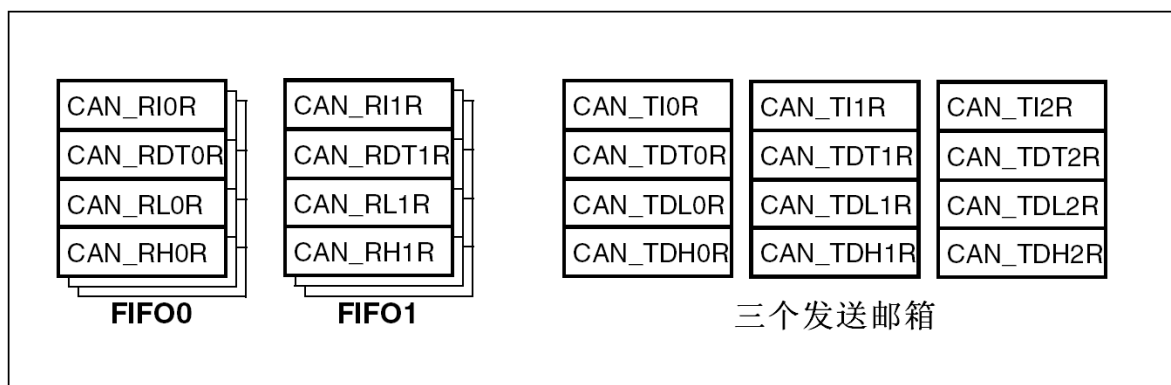 CAN_RI0R
CAN_RDT0R
CAN_RL0R
CAN_RH0R
FIFO0
CAN_RI1R
CAN_RDT1R
CAN_RL1R
CAN_RH1R
FIFO1
CAN_TI0R
CAN_TDT0R
CAN_TDL0R
CAN_TDH0R
CAN_TI1R
CAN_TDT1R
CAN_TDL1R
CAN_TDH1R
CAN_TI2R
CAN_TDT2R
CAN_TDL2R
CAN_TDH2R
三个发送邮箱